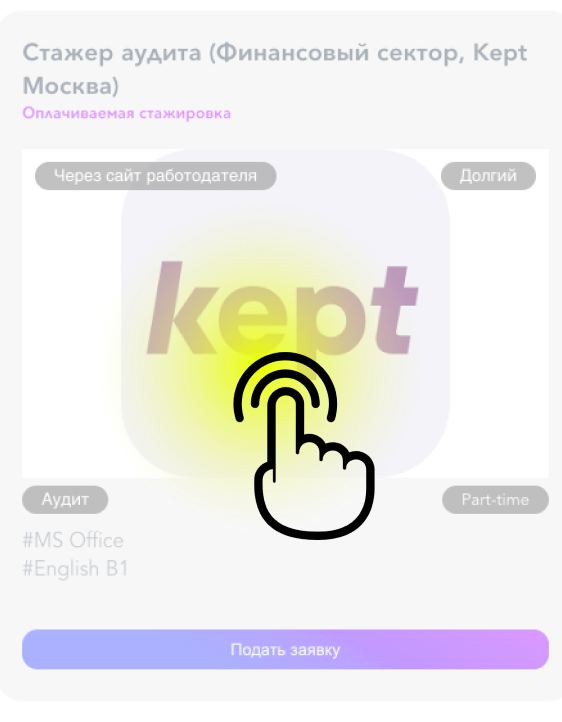 Стажер аудита (Финансовый сектор, Kept
Москва)
Оплачиваемая стажировка
Через сайт работодателя
Долгий
kept
Аудит
Part-time
#MS Office
#English B1
Подать заявку